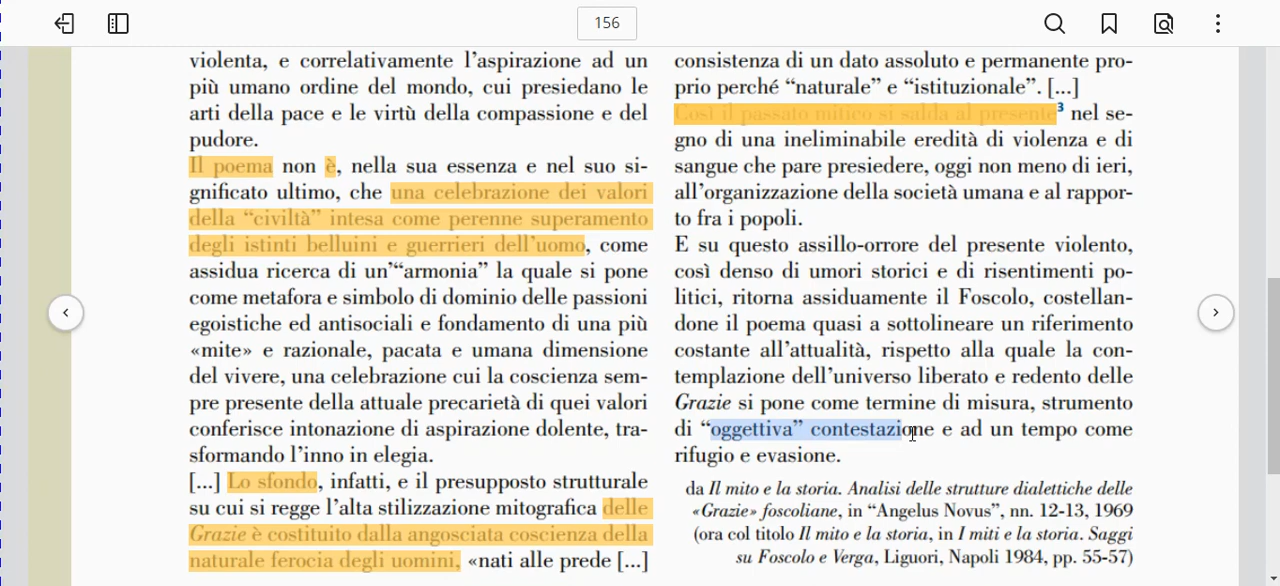 156
violenta, e correlativamente l’aspirazione ad un
più umano ordine del mondo, cui presiedano le
arti della pace e le virtù della compassione e del
pudore.
Il poema non è, nella sua essenza e nel suo si-
gnificato ultimo, che una celebrazione dei valori
della “civiltà” intesa come perenne superamento
degli istinti belluini e guerrieri dell’uomo, come
assidua ricerca di un’“armonia” la quale si pone
come metafora e simbolo di dominio delle passioni
egoistiche ed antisociali e fondamento di una più
«mite» e razionale, pacata e umana dimensione
del vivere, una celebrazione cui la coscienza sem-
pre presente della attuale precarietà di quei valori
conferisce intonazione di aspirazione dolente, tra-
sformando l’inno in elegia.
[...] Lo sfondo, infatti, e il presupposto strutturale
su cui si regge l’alta stilizzazione mitografica delle
Grazie è costituito dalla angosciata coscienza della
naturale ferocia degli uomini, «nati alle prede [...]
consistenza di un dato assoluto e permanente pro-
prio perché “naturale” e “istituzionale”. [...]
Così il passato mitico si salda al presente3 nel se-
gno di una ineliminabile eredità di violenza e di
sangue che pare presiedere, oggi non meno di ieri,
all’organizzazione della società umana e al rappor-
to fra i popoli.
E su questo assillo-orrore del presente violento,
così denso di umori storici e di risentimenti po-
litici, ritorna assiduamente il Foscolo, costellan-
done il poema quasi a sottolineare un riferimento
costante all’attualità, rispetto alla quale la con-
templazione dell’universo liberato e redento delle
Grazie si pone come termine di misura, strumento
di “oggettiva” contestazione e ad un tempo come
rifugio e evasione.
da Il mito e la storia. Analisi delle strutture dialettiche delle
«Grazie» foscoliane, in “Angelus Novus”, nn. 12-13, 1969
(ora col titolo Il mito e la storia, in I miti e la storia. Saggi
su Foscolo e Verga, Liguori, Napoli 1984, pp. 55-57)